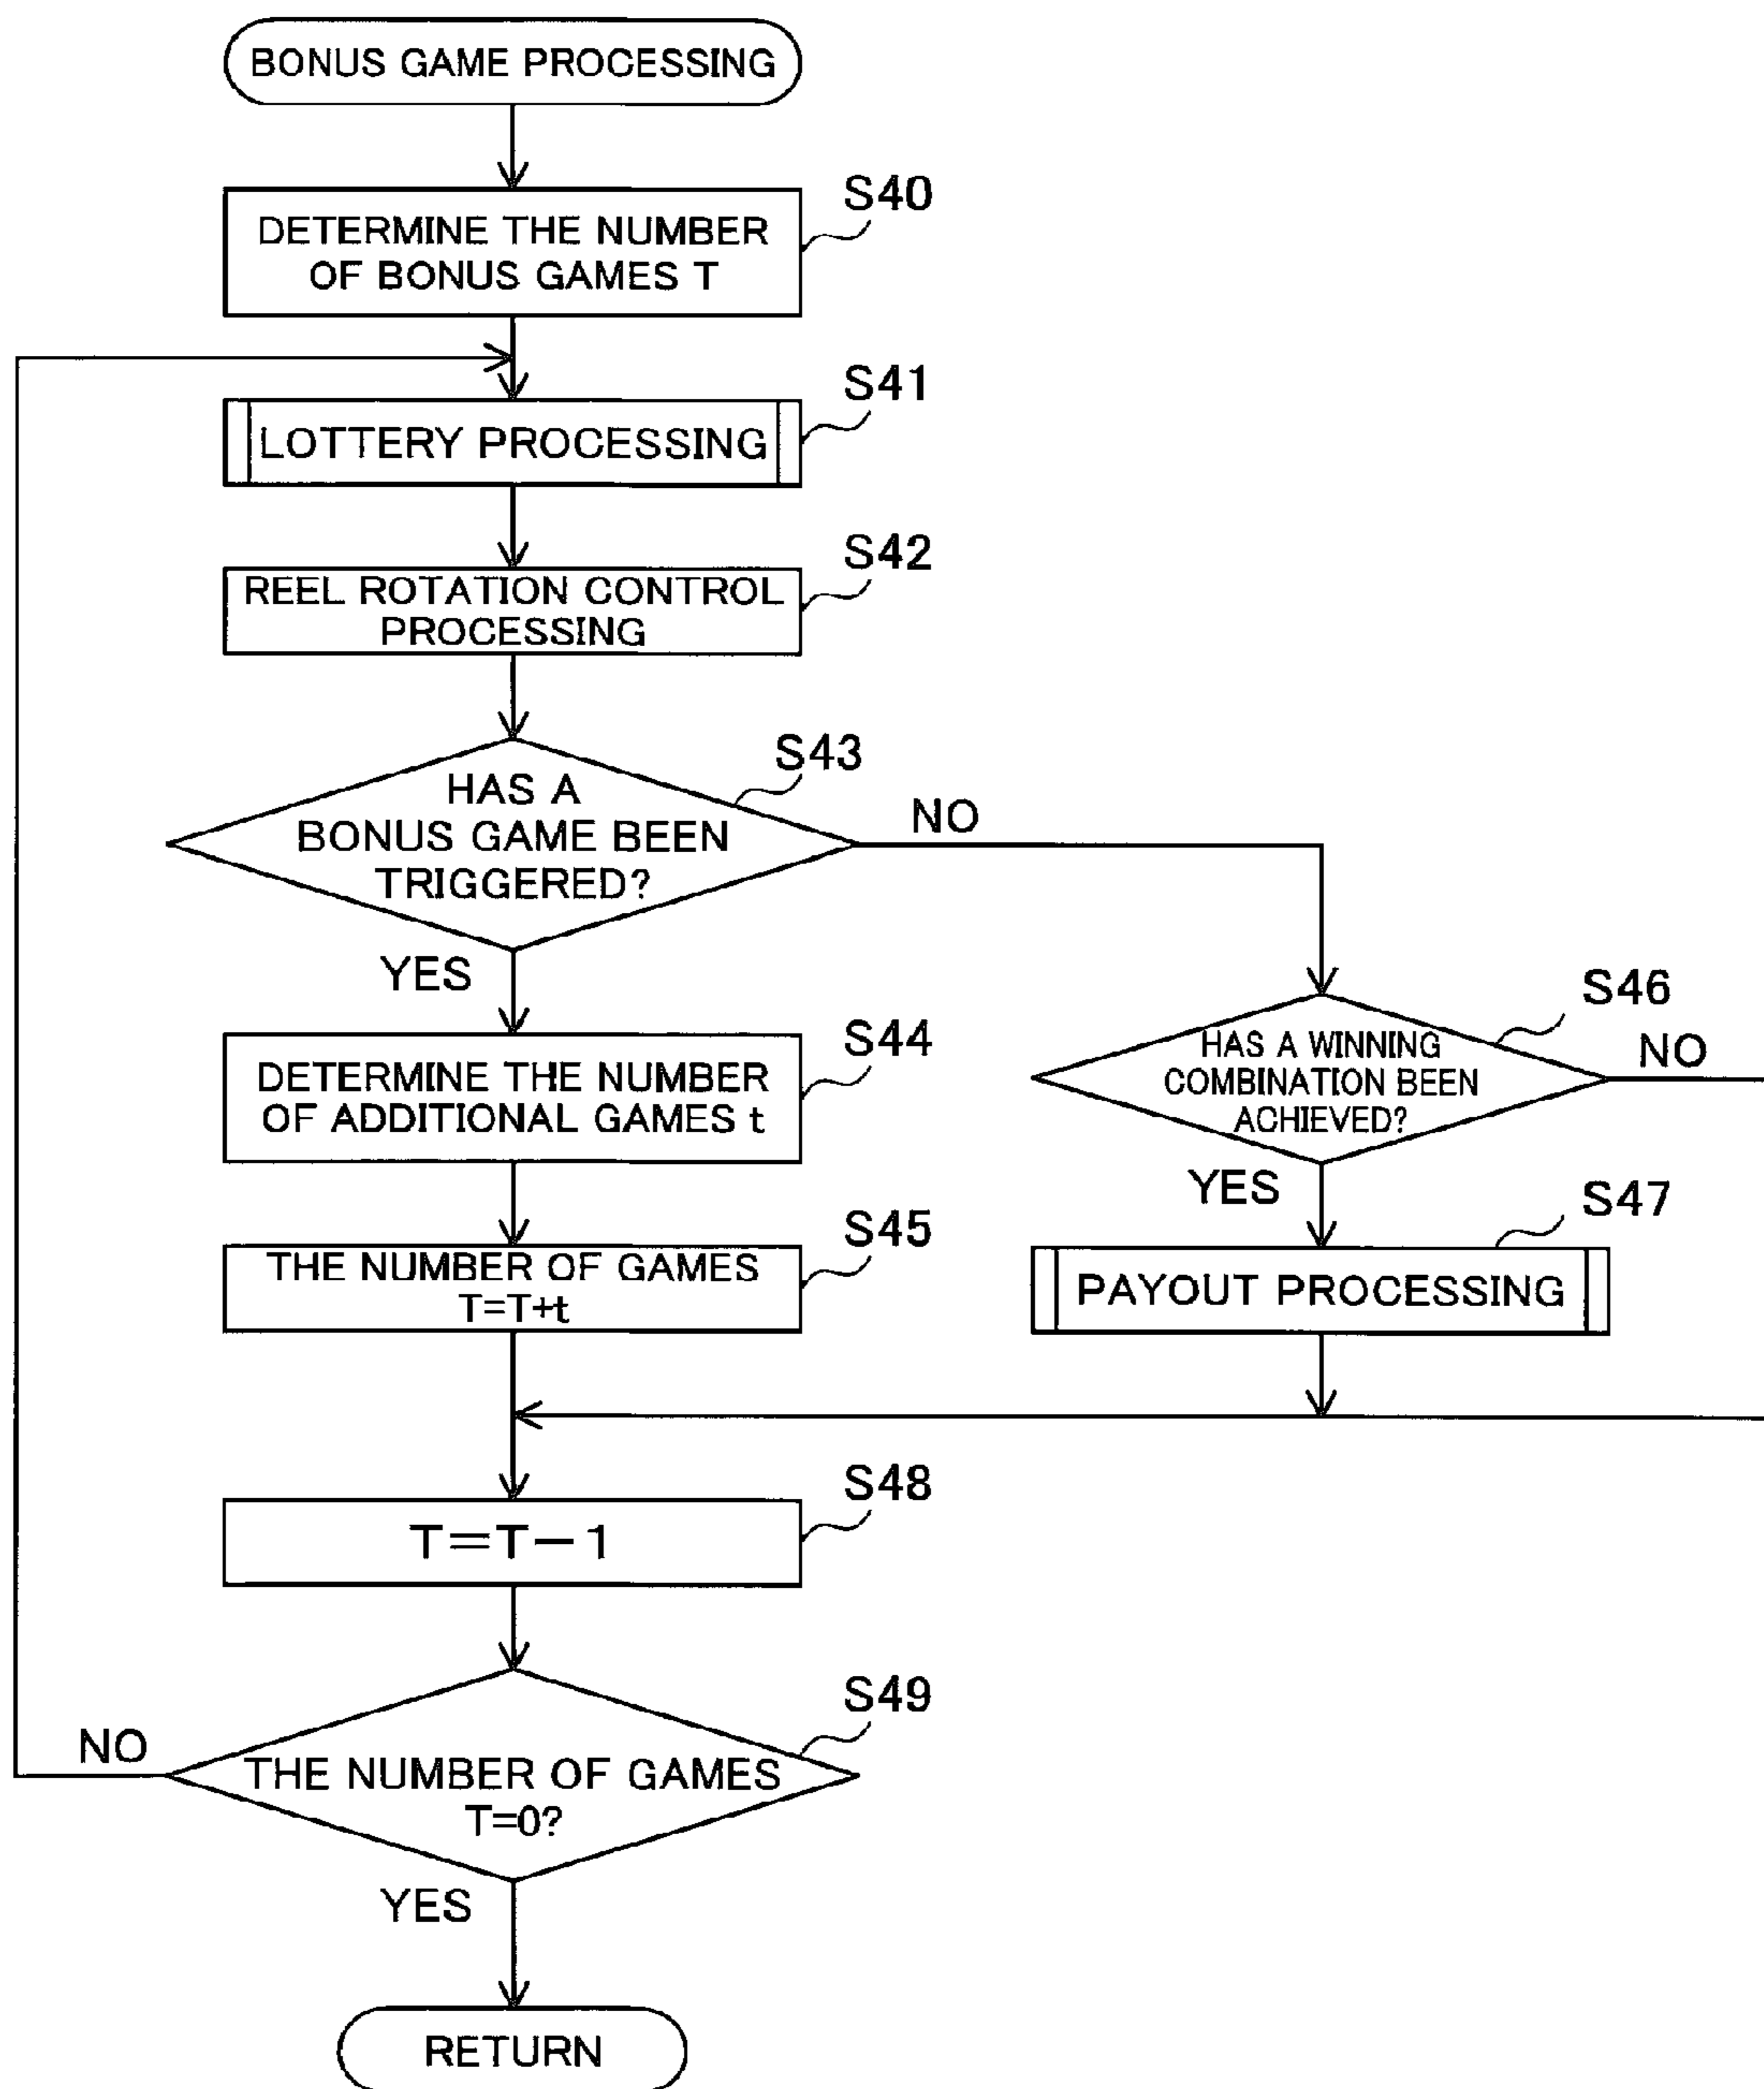 BONUS GAME PROCESSING
S40
DETERMINE THE NUMBER
OF BONUS GAMES T
S41
LOTTERY PROCESSING
S42
REEL ROTATION CONTROL
PROCESSING
S43
HAS A
BONUS GAME BEEN
TRIGGERED?
NO
YES
S44
DETERMINE THE NUMBER
OF ADDITIONAL GAMES t
S45
THE NUMBER OF GAMES
T=T+t
S46
HAS A WINNING
COMBINATION BEEN
ACHIEVED?
NO
YES
S47
PAYOUT PROCESSING
S48
T=T-1
S49
THE NUMBER OF GAMES
T=0?
NO
YES
RETURN